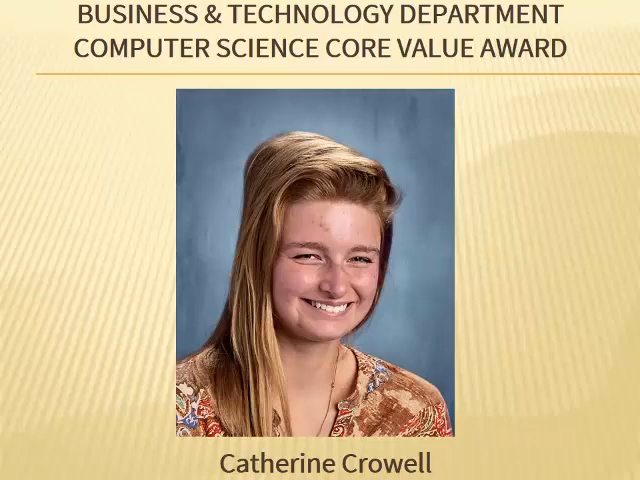 BUSINESS & TECHNOLOGY DEPARTMENT
COMPUTER SCIENCE CORE VALUE AWARD
Catherine Crowell